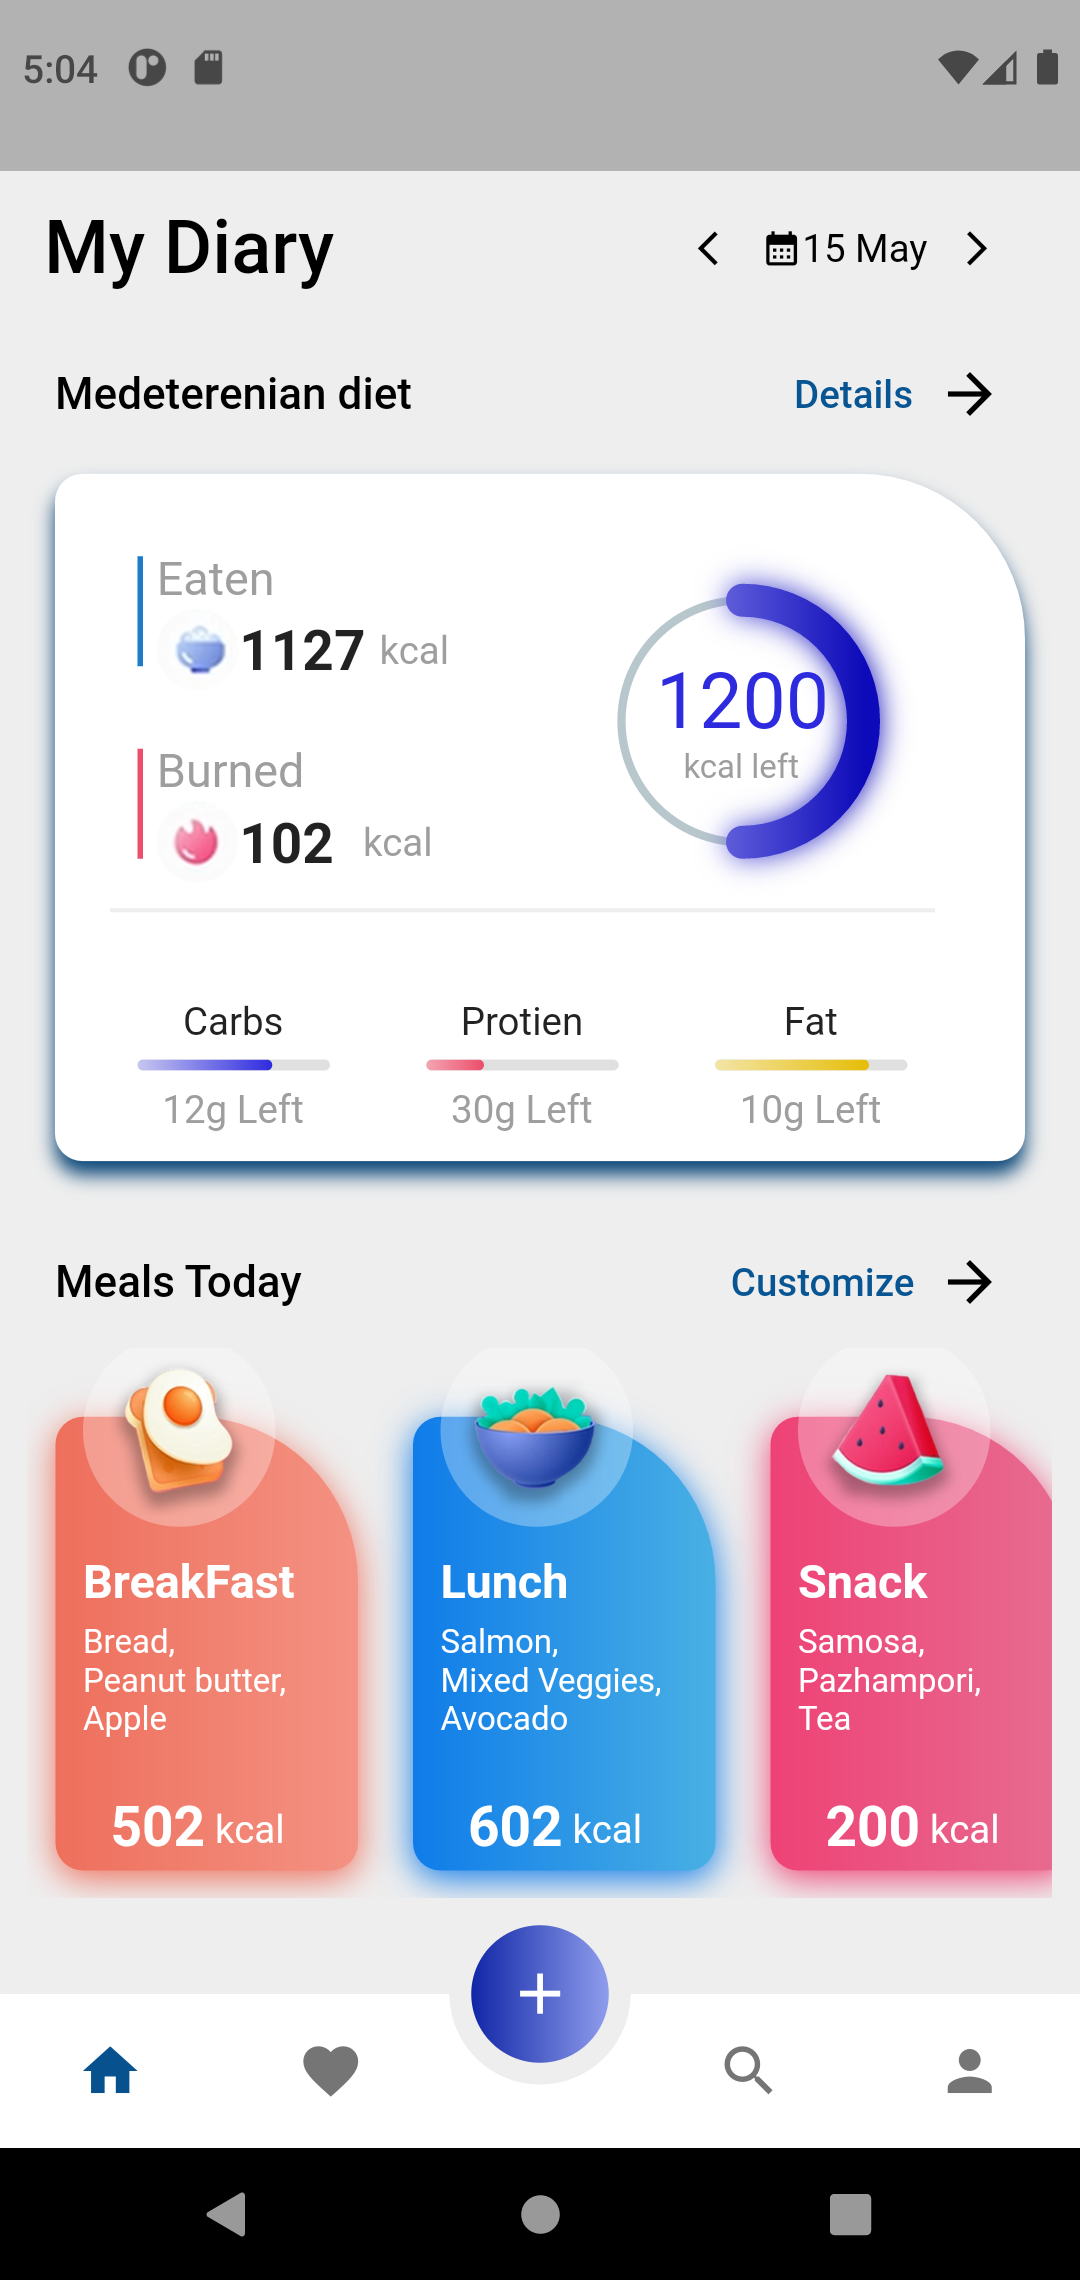 5:04
My Diary
15 May
Medeterenian diet
Details
Eaten
1127 kcal
Burned
102 kcal
1200
kcal left
Carbs
12g Left
Protien
30g Left
Fat
10g Left
Meals Today
Customize
BreakFast
Bread,
Peanut butter,
Apple
502 kcal
Lunch
Salmon,
Mixed Veggies,
Avocado
602 kcal
Snack
Samosa,
Pazhampori,
Tea
200 kcal